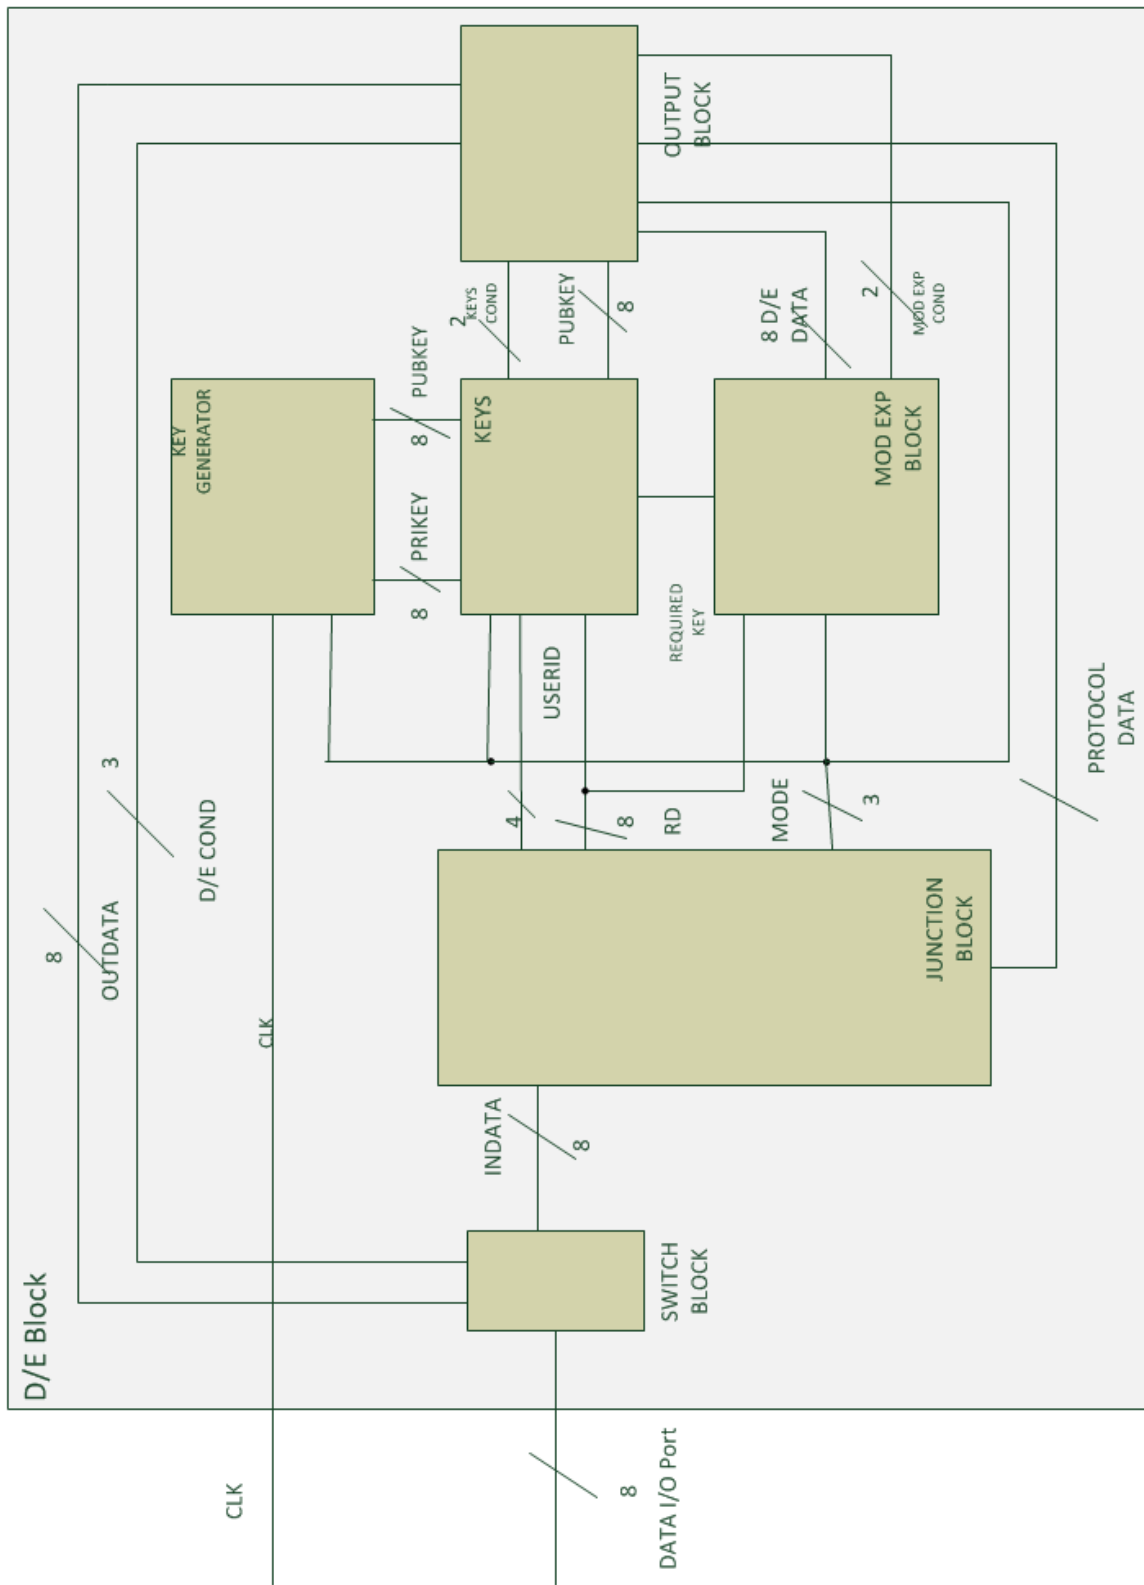 D/E Block
CLK
8
DATA I/O Port
SWITCH
BLOCK
INDATA
8
8
OUTDATA
3
D/E COND
CLK
JUNCTION
BLOCK
4
USERID
8
RD
MODE
3
PROTOCOL
DATA
KEY
GENERATOR
PRIKEY
8
PUBKEY
8
KEYS
REQUIRED
KEY
MOD EXP
BLOCK
2
KEYS
COND
PUBKEY
8
8 D/E
DATA
2
MOD EXP
COND
OUTPUT
BLOCK